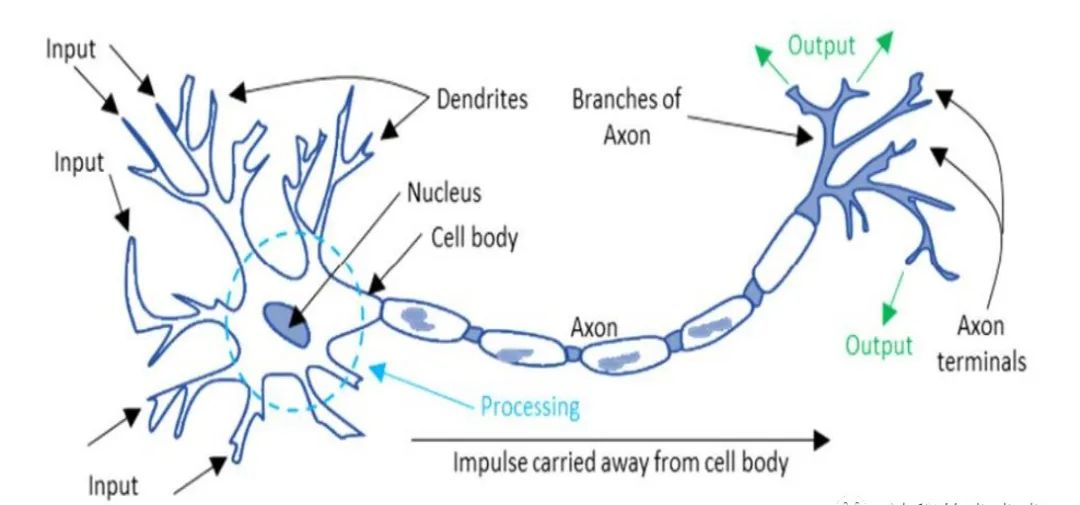 Input
Output
Dendrites
Branches of
Axon
Input
Nucleus
Cell body
Axon
Axon
terminals
Output
Processing
Impulse carried away from cell body
Input